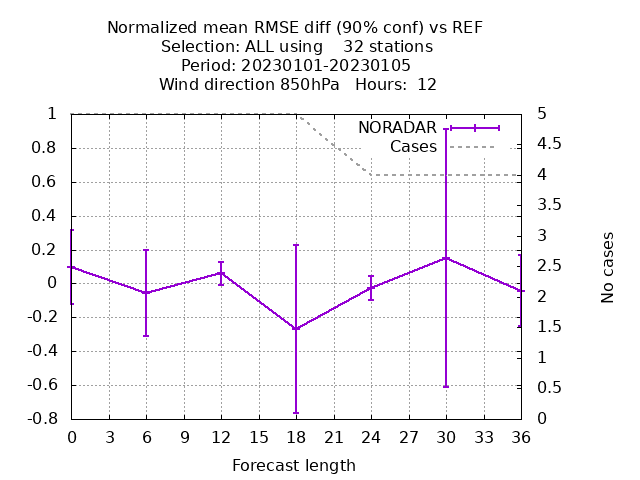 Normalized mean RMSE diff (90% conf) vs REF
Selection: ALL using    32 stations
Period: 20230101-20230105
Wind direction 850hPa   Hours:  12
1
0.8
0.6
0.4
0.2
0
-0.2
-0.4
-0.6
-0.8
NORADAR
Cases
5
4.5
4
3.5
3
2.5
2
1.5
1
0.5
0
No cases
0 3 6 9 12 15 18 21 24 27 30 33 36
Forecast length